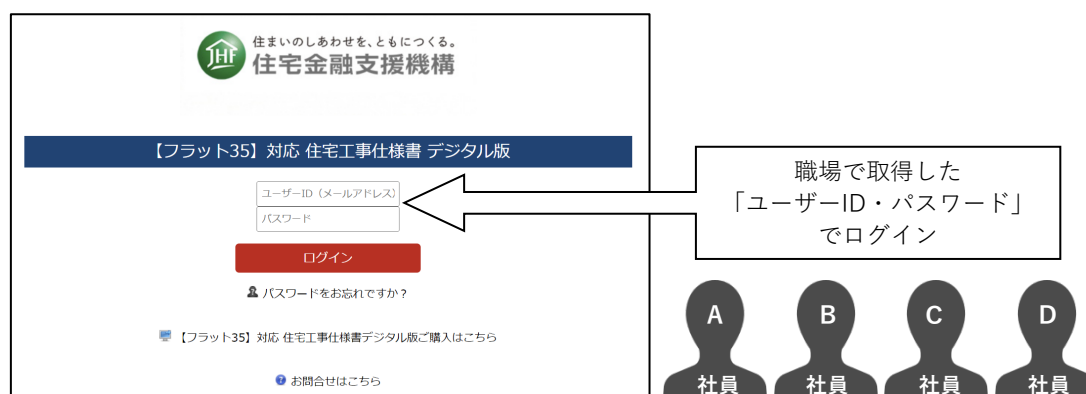 JHF
住まいのしあわせを、ともにつくる。
住宅金融支援機構
【フラット35】対応 住宅工事仕様書 デジタル版
ユーザーID（メールアドレス）
パスワード
ログイン
パスワードをお忘れですか？
【フラット35】対応 住宅工事仕様書デジタル版ご購入はこちら
? お問合せはこちら
職場で取得した
「ユーザーID・パスワード」
でログイン
A B C D
社員 社員 社員 社員